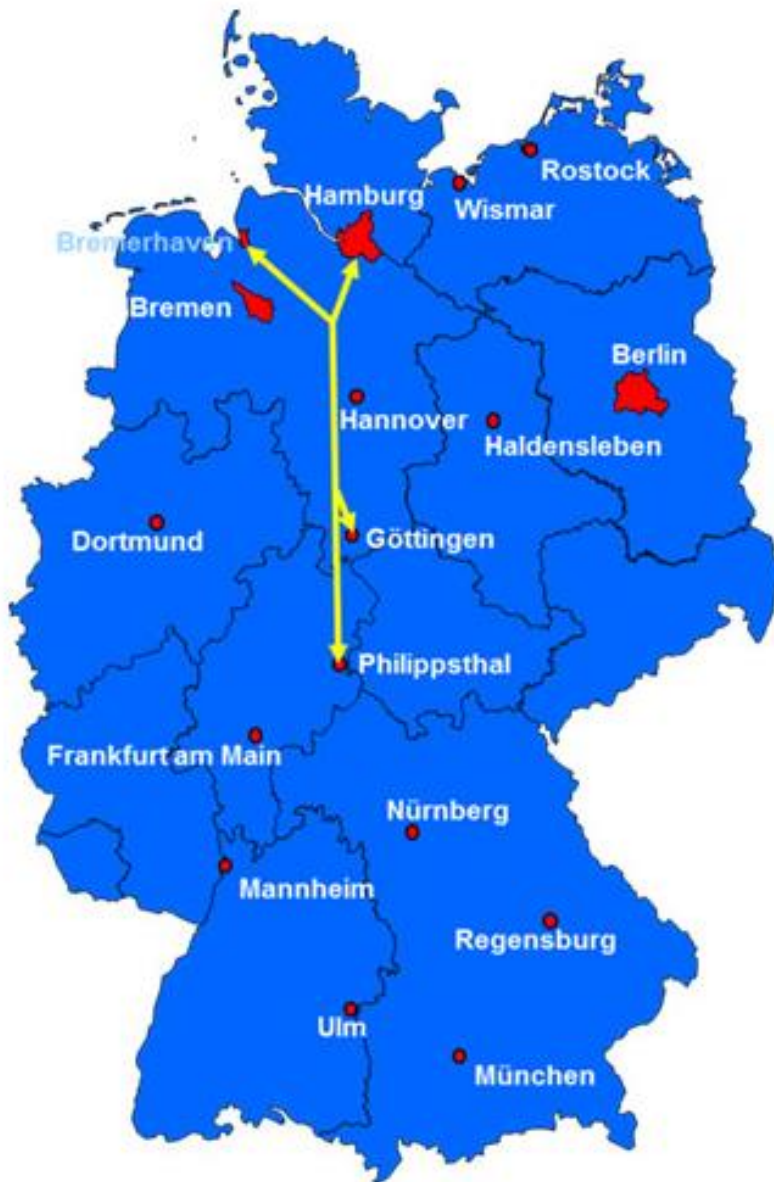 Rostock
Hamburg
Wismar
Bremerhaven
Bremen
Berlin
Hannover
Haldensleben
Dortmund
Göttingen
Philippsthal
Frankfurt am Main
Nürnberg
Mannheim
Regensburg
Ulm
München